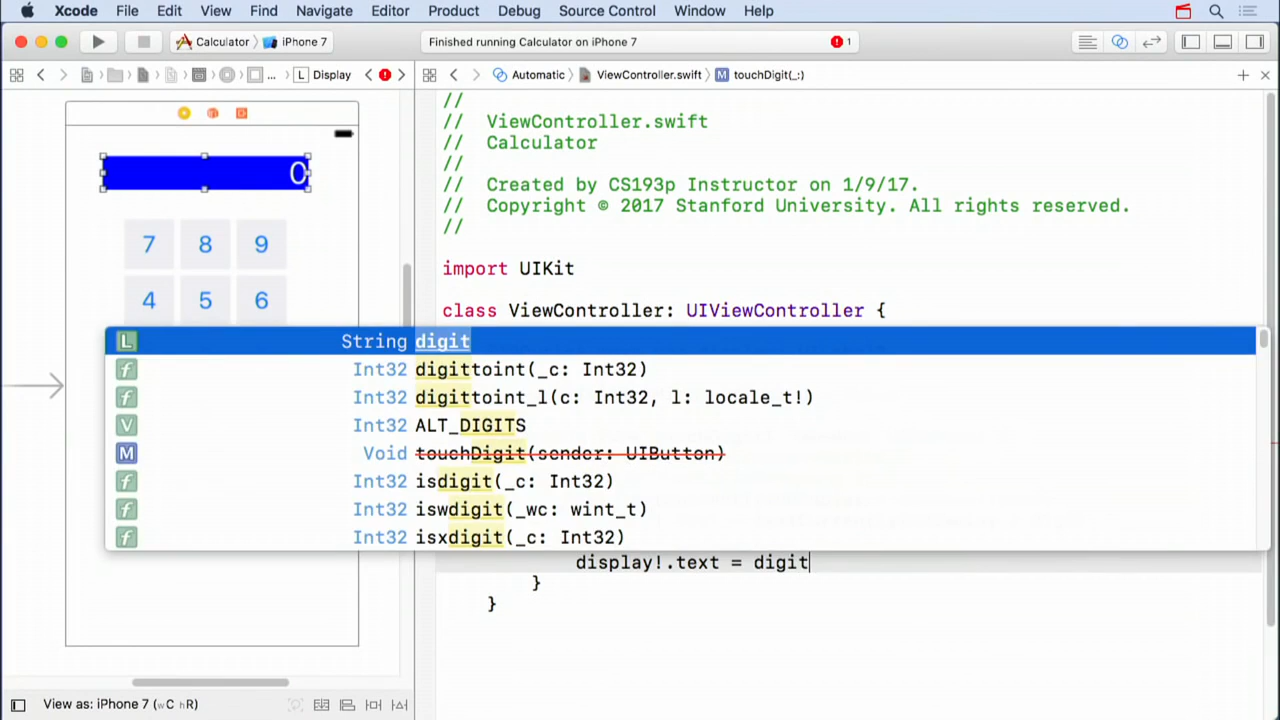 Xcode File Edit View Find Navigate Editor Product Debug Source Control Window Help
Calculator iPhone 7 Finished running Calculator on iPhone 7 1
... L Display Automatic ViewController.swift M touchDigit(_:)
0
7 8 9
4 5 6
//
// ViewController.swift
// Calculator
//
// Created by CS193p Instructor on 1/9/17.
// Copyright © 2017 Stanford University. All rights reserved.
//
import UIKit
class ViewController: UIViewController {
L String digit
f Int32 digittoint(_c: Int32)
f Int32 digittoint_l(c: Int32, l: locale_t!)
V Int32 ALT_DIGITS
M Void touchDigit(sender: UIButton)
f Int32 isdigit(_c: Int32)
f Int32 iswdigit(_wc: wint_t)
f Int32 isxdigit(_c: Int32)
display!.text = digit
}
}
View as: iPhone 7 (wC hR)